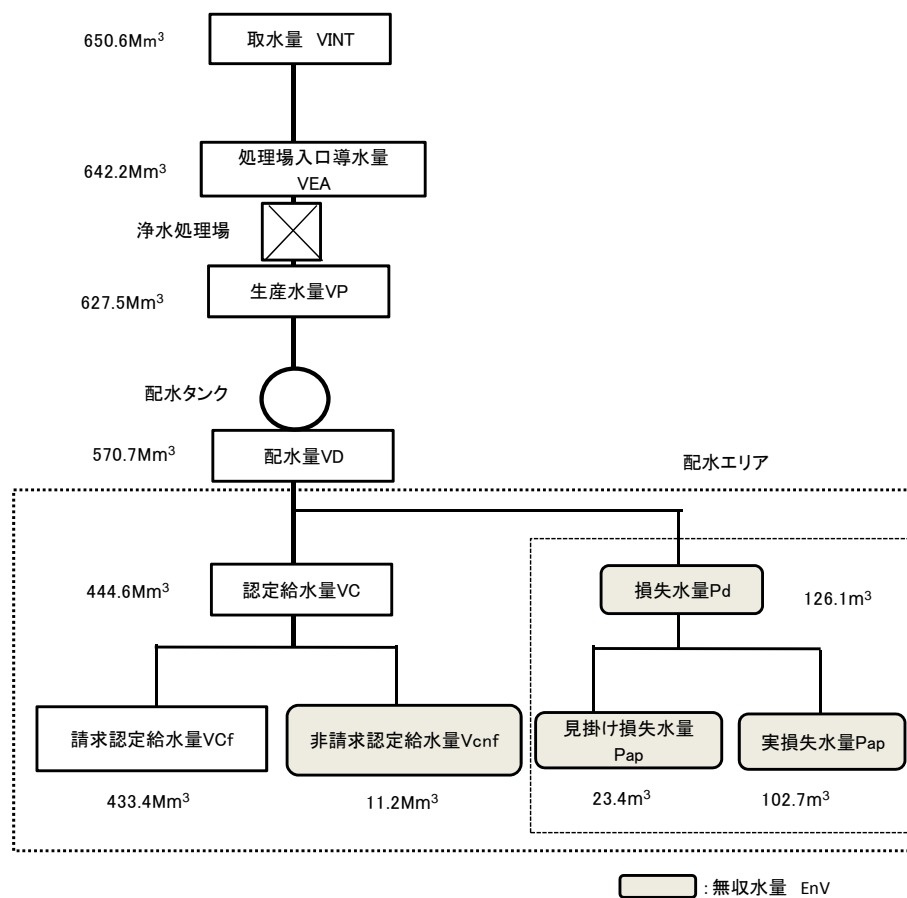 650.6Mm³
取水量 VINT
642.2Mm³
処理場入口導水量
VEA
浄水処理場
627.5Mm³
生産水量VP
配水タンク
570.7Mm³
配水量VD
配水エリア
444.6Mm³
認定給水量VC
損失水量Pd
126.1m³
請求認定給水量VCf
非請求認定給水量Vcnf
見掛け損失水量
Pap
実損失水量Pap
433.4Mm³
11.2Mm³
23.4m³
102.7m³
：無収水量 EnV